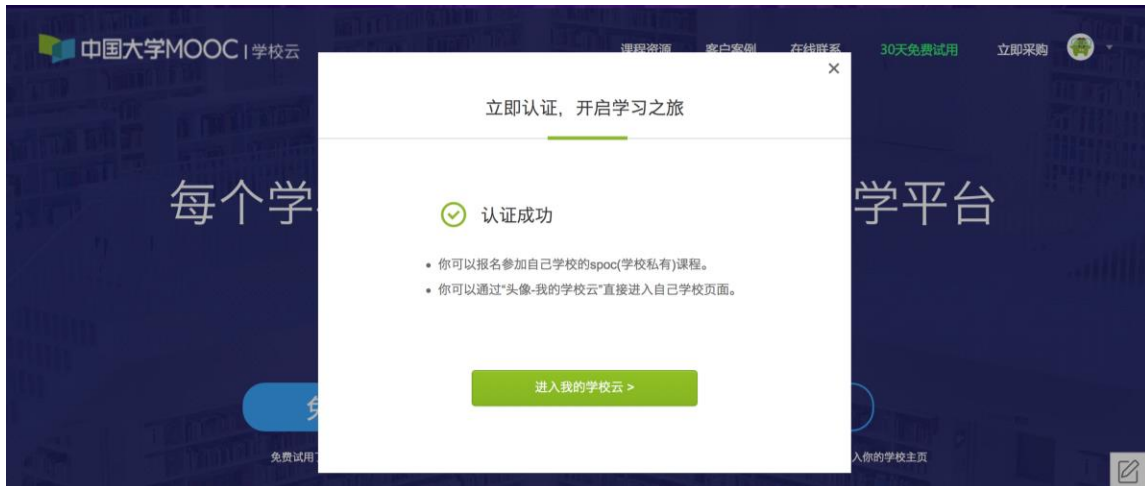 中国大学MOOC | 学校云
课程资源 客户案例 在线联系 30天免费试用 立即采购
立即认证，开启学习之旅
每个学
学平台
认证成功
• 你可以报名参加自己学校的spoc(学校私有)课程。
• 你可以通过“头像-我的学校云”直接进入自己学校页面。
进入我的学校云 >
免费试用
入你的学校主页